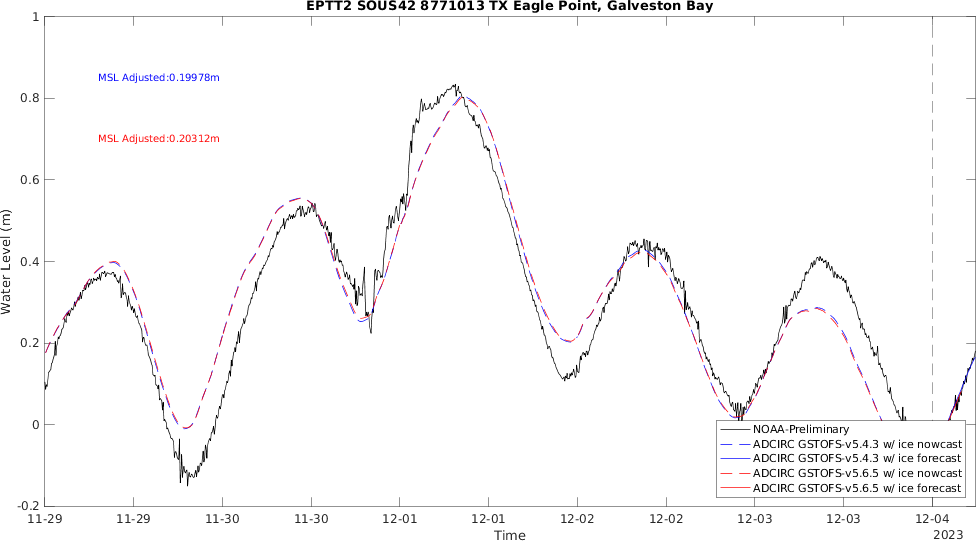 EPTT2 SOUS42 8771013 TX Eagle Point, Galveston Bay
1
MSL Adjusted:0.19978m
0.8
MSL Adjusted:0.20312m
0.6
Water Level (m)
0.4
0.2
0
NOAA-Preliminary
ADCIRC GSTOFS-v5.4.3 w/ ice nowcast
ADCIRC GSTOFS-v5.4.3 w/ ice forecast
ADCIRC GSTOFS-v5.6.5 w/ ice nowcast
ADCIRC GSTOFS-v5.6.5 w/ ice forecast
-0.2
11-29 11-29 11-30 11-30 12-01 12-01 12-02 12-02 12-03 12-03 12-04
Time 2023